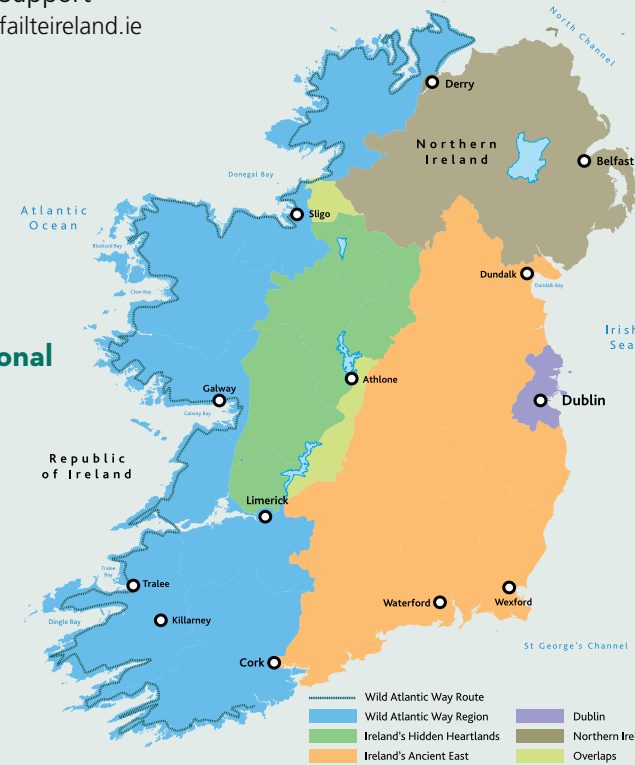 Support
failteireland.ie
North Channel
Derry
Northern
Ireland
Belfast
Donegal Bay
Sligo
Atlantic
Ocean
Blacksod Bay
Clew Bay
Dundalk
Dundalk Bay
Irish
Sea
onal
Athlone
Galway
Galway Bay
Dublin
Republic
of Ireland
Limerick
Tralee
Bay
Tralee
Dingle Bay
Killarney
Waterford
Wexford
Cork
St George's Channel
Wild Atlantic Way Route
Wild Atlantic Way Region
Dublin
Ireland's Hidden Heartlands
Northern Irel
Ireland's Ancient East
Overlaps